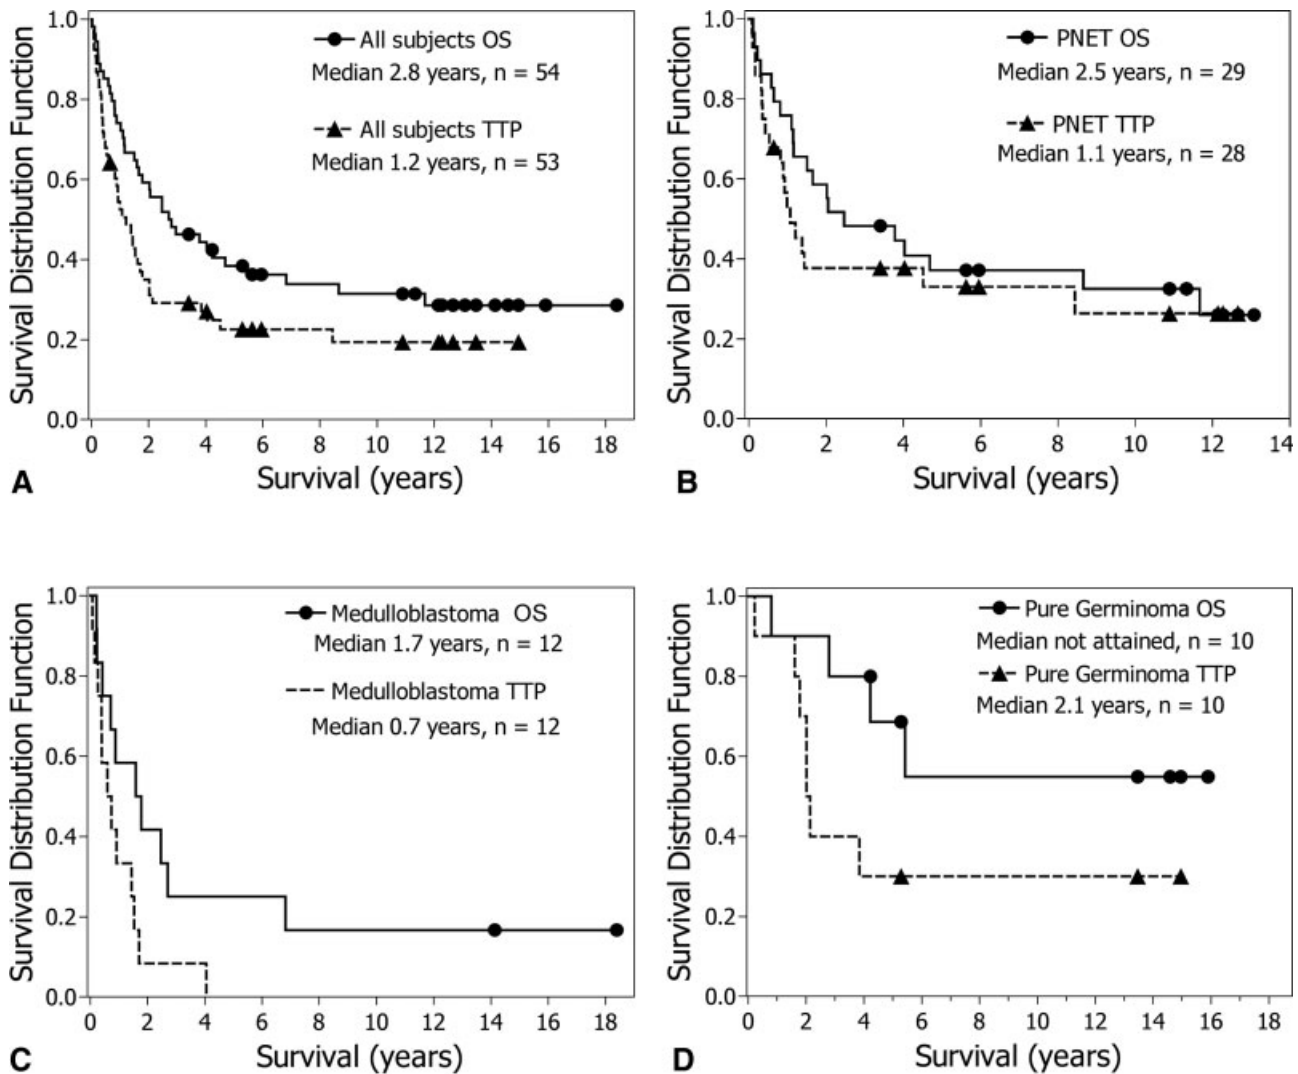 All subjects OS
Median 2.8 years, n = 54
All subjects TTP
Median 1.2 years, n = 53
Survival Distribution Function
1.0
0.8
0.6
0.4
0.2
0.0
0 2 4 6 8 10 12 14 16 18
Survival (years)
A
PNET OS
Median 2.5 years, n = 29
PNET TTP
Median 1.1 years, n = 28
Survival Distribution Function
1.0
0.8
0.6
0.4
0.2
0.0
0 2 4 6 8 10 12 14
Survival (years)
B
Medulloblastoma OS
Median 1.7 years, n = 12
Medulloblastoma TTP
Median 0.7 years, n = 12
Survival Distribution Function
1.0
0.8
0.6
0.4
0.2
0.0
0 2 4 6 8 10 12 14 16 18
Survival (years)
C
Pure Germinoma OS
Median not attained, n = 10
Pure Germinoma TTP
Median 2.1 years, n = 10
Survival Distribution Function
1.0
0.8
0.6
0.4
0.2
0.0
0 2 4 6 8 10 12 14 16 18
Survival (years)
D